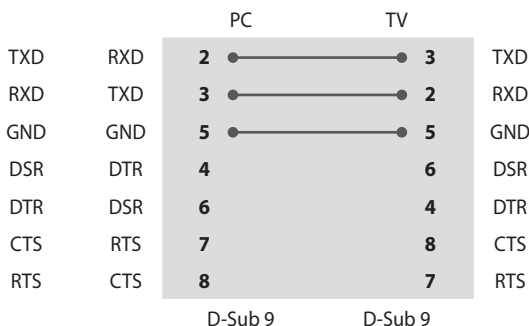 PC TV
TXD RXD 2 3 TXD
RXD TXD 3 2 RXD
GND GND 5 5 GND
DSR DTR 4 6 DSR
DTR DSR 6 4 DTR
CTS RTS 7 8 CTS
RTS CTS 8 7 RTS
D-Sub 9 D-Sub 9